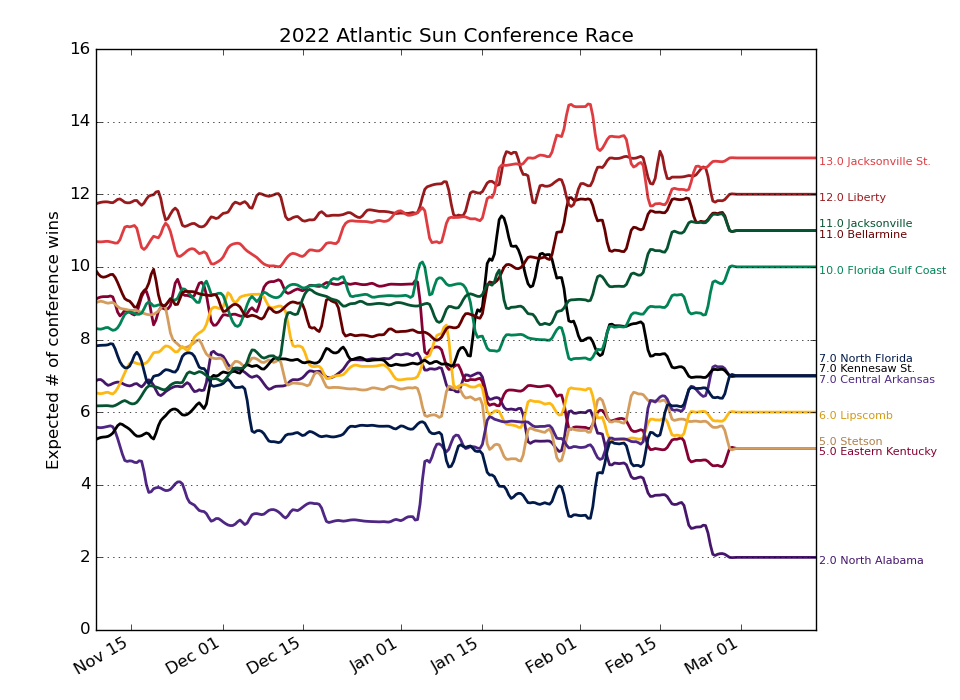 2022 Atlantic Sun Conference Race
Expected # of conference wins
16
14
12
10
8
6
4
2
0
13.0 Jacksonville St.
12.0 Liberty
11.0 Jacksonville
11.0 Bellarmine
10.0 Florida Gulf Coast
7.0 North Florida
7.0 Kennesaw St.
7.0 Central Arkansas
6.0 Lipscomb
5.0 Stetson
5.0 Eastern Kentucky
2.0 North Alabama
Nov 15
Dec 01
Dec 15
Jan 01
Jan 15
Feb 01
Feb 15
Mar 01